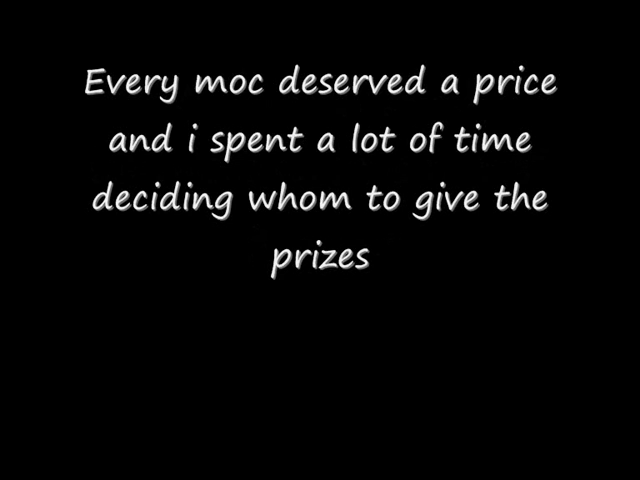 Every moc deserved a price
and i spent a lot of time
deciding whom to give the
prizes